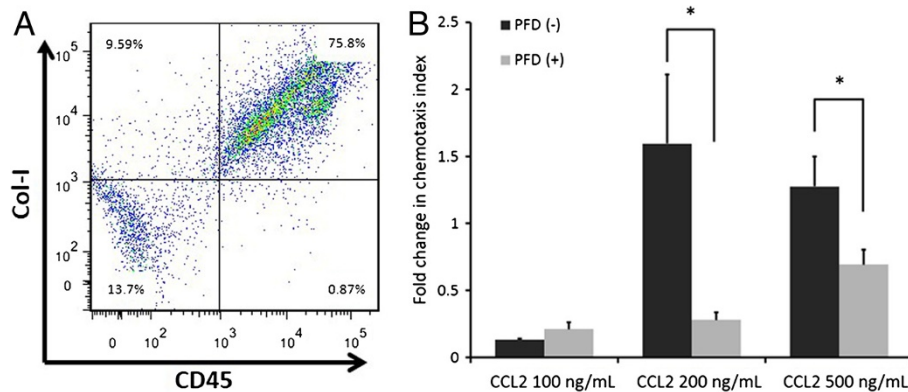 A
Col-I
10^5
10^4
10^3
10^2
0
9.59%
75.8%
13.7%
0.87%
0
10^2
10^3
10^4
10^5
CD45
B
Fold change in chemotaxis index
2.5
2
1.5
1
0.5
0
PFD (-)
PFD (+)
*
*
CCL2 100 ng/mL
CCL2 200 ng/mL
CCL2 500 ng/mL